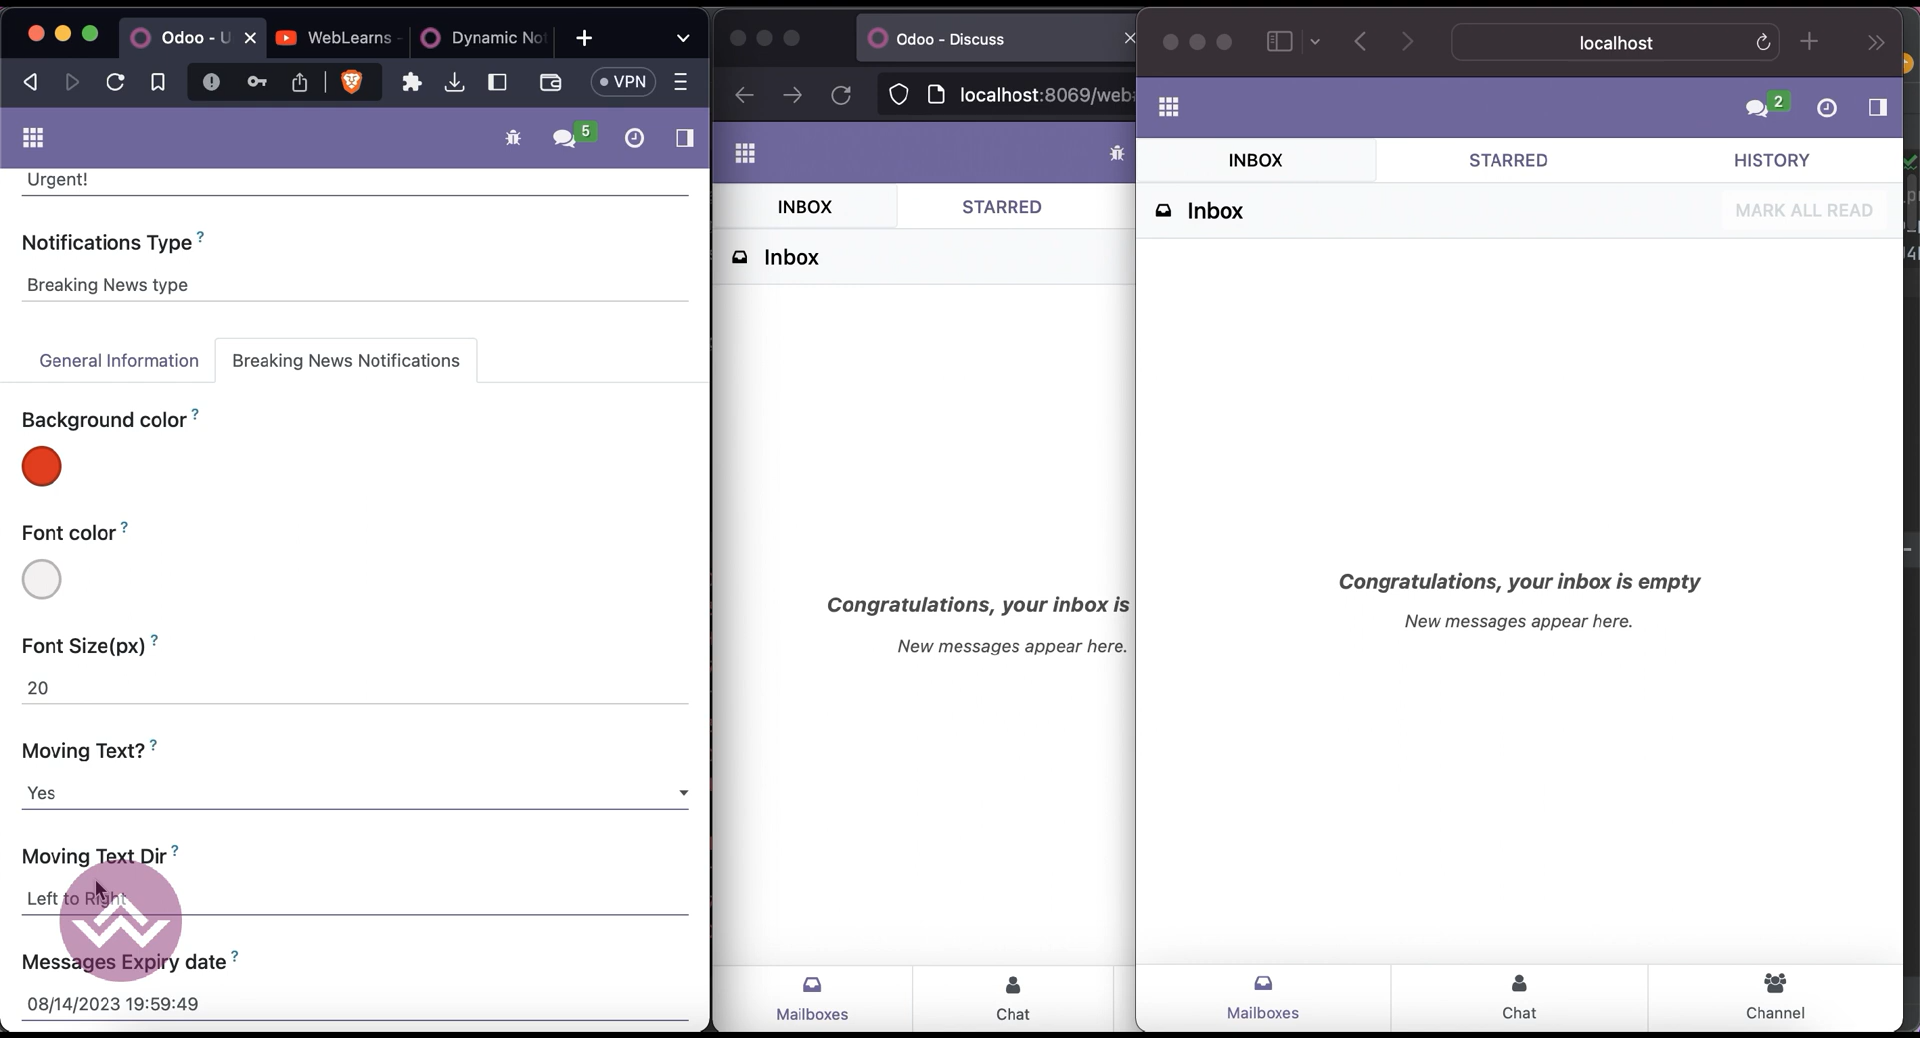 Odoo - U
WebLearns -
Dynamic Not
VPN
5
Urgent!
Notifications Type ?
Breaking News type
General Information
Breaking News Notifications
Background color ?
Font color ?
Font Size(px) ?
20
Moving Text? ?
Yes
Moving Text Dir ?
Left to Right
Messages Expiry date ?
08/14/2023 19:59:49
Odoo - Discuss
localhost:8069/web
INBOX
STARRED
Inbox
Congratulations, your inbox is
New messages appear here.
Mailboxes
Chat
localhost
2
INBOX
STARRED
HISTORY
Inbox
MARK ALL READ
Congratulations, your inbox is empty
New messages appear here.
Mailboxes
Chat
Channel